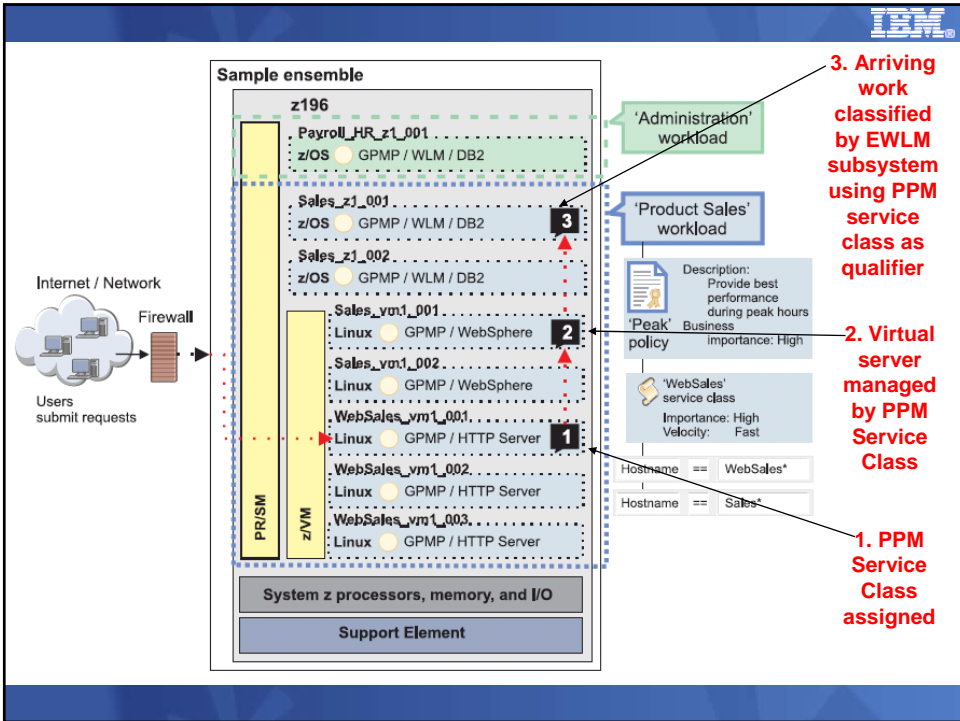 IBM®
Sample ensemble
z196
Payroll_HR_z1_001
z/OS GPMP / WLM / DB2
Sales_z1_001
z/OS GPMP / WLM / DB2
3
Sales_z1_002
z/OS GPMP / WLM / DB2
Sales_vm1_001
Linux GPMP / WebSphere
2
Sales_vm1_002
Linux GPMP / WebSphere
WebSales_vm1_001
Linux GPMP / HTTP Server
1
WebSales_vm1_002
Linux GPMP / HTTP Server
WebSales_vm1_003
Linux GPMP / HTTP Server
PR/SM
z/VM
System z processors, memory, and I/O
Support Element
Internet / Network
Firewall
Users
submit requests
'Administration'
workload
'Product Sales'
workload
'Peak'
policy
Description:
Provide best
performance
during peak hours
Business
importance: High
'WebSales'
service class
Importance: High
Velocity: Fast
Hostname == WebSales*
Hostname == Sales*
3. Arriving
work
classified
by EWLM
subsystem
using PPM
service
class as
qualifier
2. Virtual
server
managed
by PPM
Service
Class
1. PPM
Service
Class
assigned